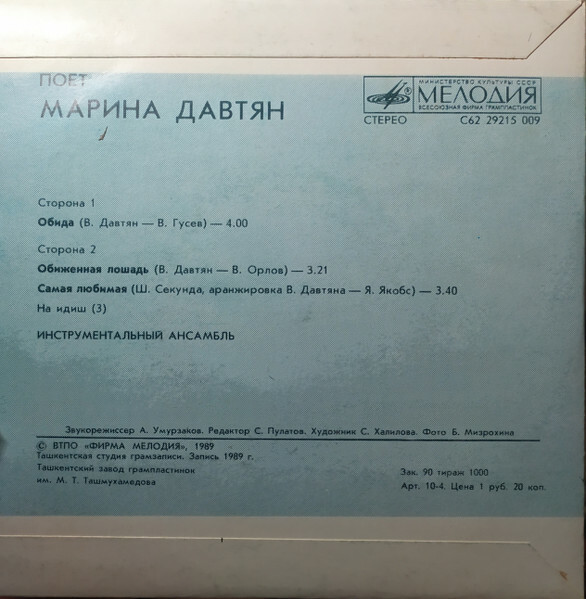 ПОЕТ
МАРИНА ДАВТЯН
МИНИСТЕРСТВО КУЛЬТУРЫ СССР
МЕЛОДИЯ
ВСЕСОЮЗНАЯ ФИРМА ГРАМПЛАСТИНОК
СТЕРЕО С62 29215 009
Сторона 1
Обида (В. Давтян — В. Гусев) — 4.00
Сторона 2
Обиженная лошадь (В. Давтян — В. Орлов) — 3.21
Самая любимая (Ш. Секунда, аранжировка В. Давтяна — Я. Якобс) — 3.40
На идиш (3)
ИНСТРУМЕНТАЛЬНЫЙ АНСАМБЛЬ
Звукорежиссер А. Умурзаков. Редактор С. Пулатов. Художник С. Халилова. Фото Б. Мизрохина
© ВТПО «ФИРМА МЕЛОДИЯ», 1989
Ташкентская студия грамзаписи. Запись 1989 г.
Ташкентский завод грампластинок
им. М. Т. Ташмухамедова
Зак. 90 тираж 1000
Арт. 10-4. Цена 1 руб. 20 коп.